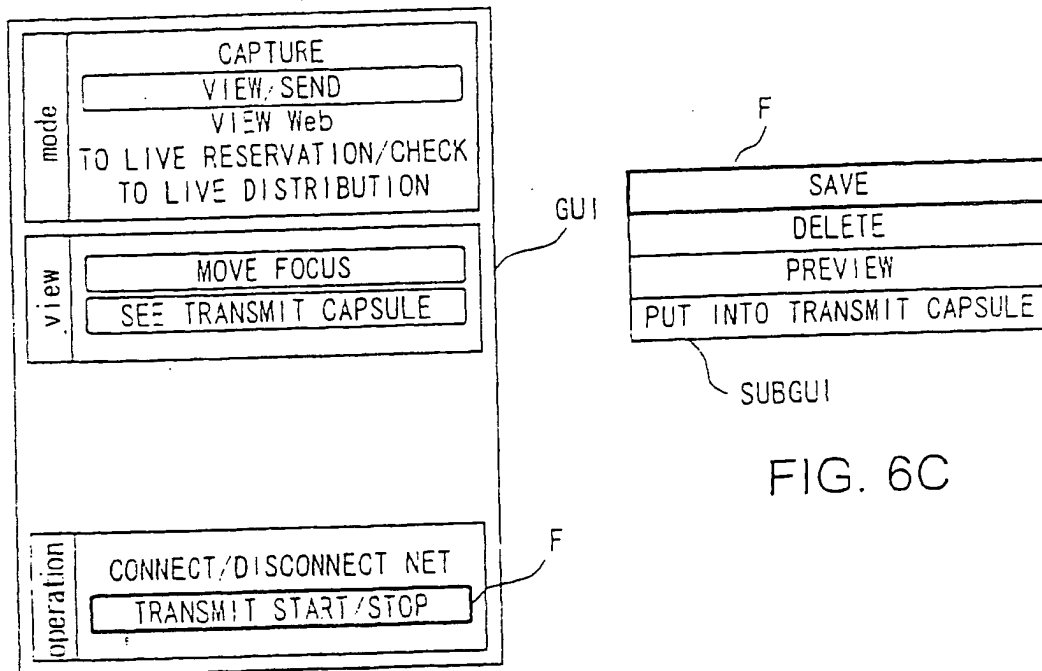 mode
CAPTURE
VIEW/SEND
VIEW Web
TO LIVE RESERVATION/CHECK
TO LIVE DISTRIBUTION
view
MOVE FOCUS
SEE TRANSMIT CAPSULE
operation
CONNECT/DISCONNECT NET
TRANSMIT START/STOP
GUI
F
F
SAVE
DELETE
PREVIEW
PUT INTO TRANSMIT CAPSULE
SUBGUI
FIG. 6C